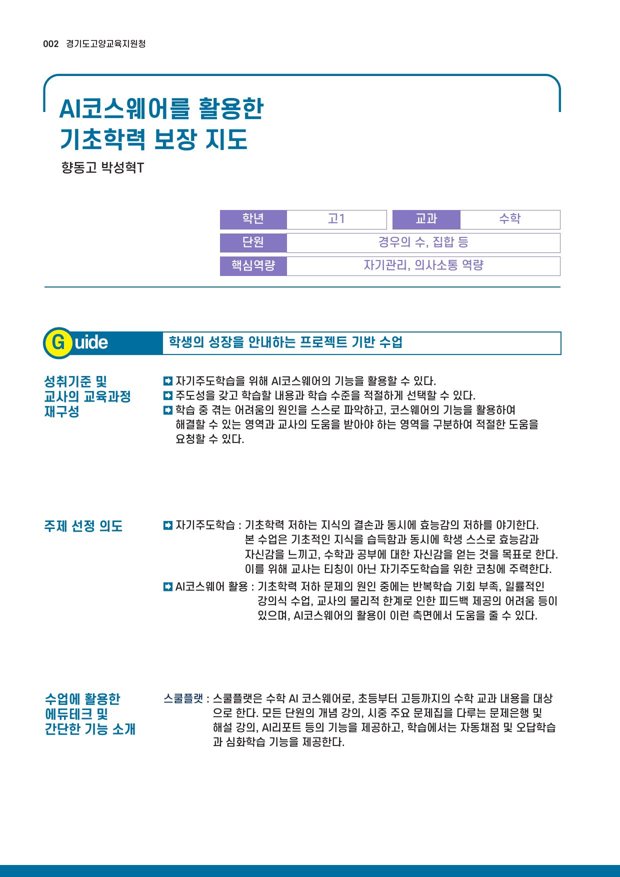 002 경기도고양교육지원청
AI코스웨어를 활용한
기초학력 보장 지도
향동고 박성혁T
학년 고1 교과 수학
단원 경우의 수, 집합 등
핵심역량 자기관리, 의사소통 역량
Guide 학생의 성장을 안내하는 프로젝트 기반 수업
성취기준 및
교사의 교육과정
재구성
자기주도학습을 위해 AI코스웨어의 기능을 활용할 수 있다.
주도성을 갖고 학습할 내용과 학습 수준을 적절하게 선택할 수 있다.
학습 중 겪는 어려움의 원인을 스스로 파악하고, 코스웨어의 기능을 활용하여
해결할 수 있는 영역과 교사의 도움을 받아야 하는 영역을 구분하여 적절한 도움을
요청할 수 있다.
주제 선정 의도
자기주도학습 : 기초학력 저하는 지식의 결손과 동시에 효능감의 저하를 야기한다.
본 수업은 기초적인 지식을 습득함과 동시에 학생 스스로 효능감과
자신감을 느끼고, 수학과 공부에 대한 자신감을 얻는 것을 목표로 한다.
이를 위해 교사는 티칭이 아닌 자기주도학습을 위한 코칭에 주력한다.
AI코스웨어 활용 : 기초학력 저하 문제의 원인 중에는 반복학습 기회 부족, 일률적인
강의식 수업, 교사의 물리적 한계로 인한 피드백 제공의 어려움 등이
있으며, AI코스웨어의 활용이 이런 측면에서 도움을 줄 수 있다.
수업에 활용한
에듀테크 및
간단한 기능 소개
스쿨플랫 : 스쿨플랫은 수학 AI 코스웨어로, 초등부터 고등까지의 수학 교과 내용을 대상
으로 한다. 모든 단원의 개념 강의, 시중 주요 문제집을 다루는 문제은행 및
해설 강의, AI리포트 등의 기능을 제공하고, 학습에서는 자동채점 및 오답학습
과 심화학습 기능을 제공한다.